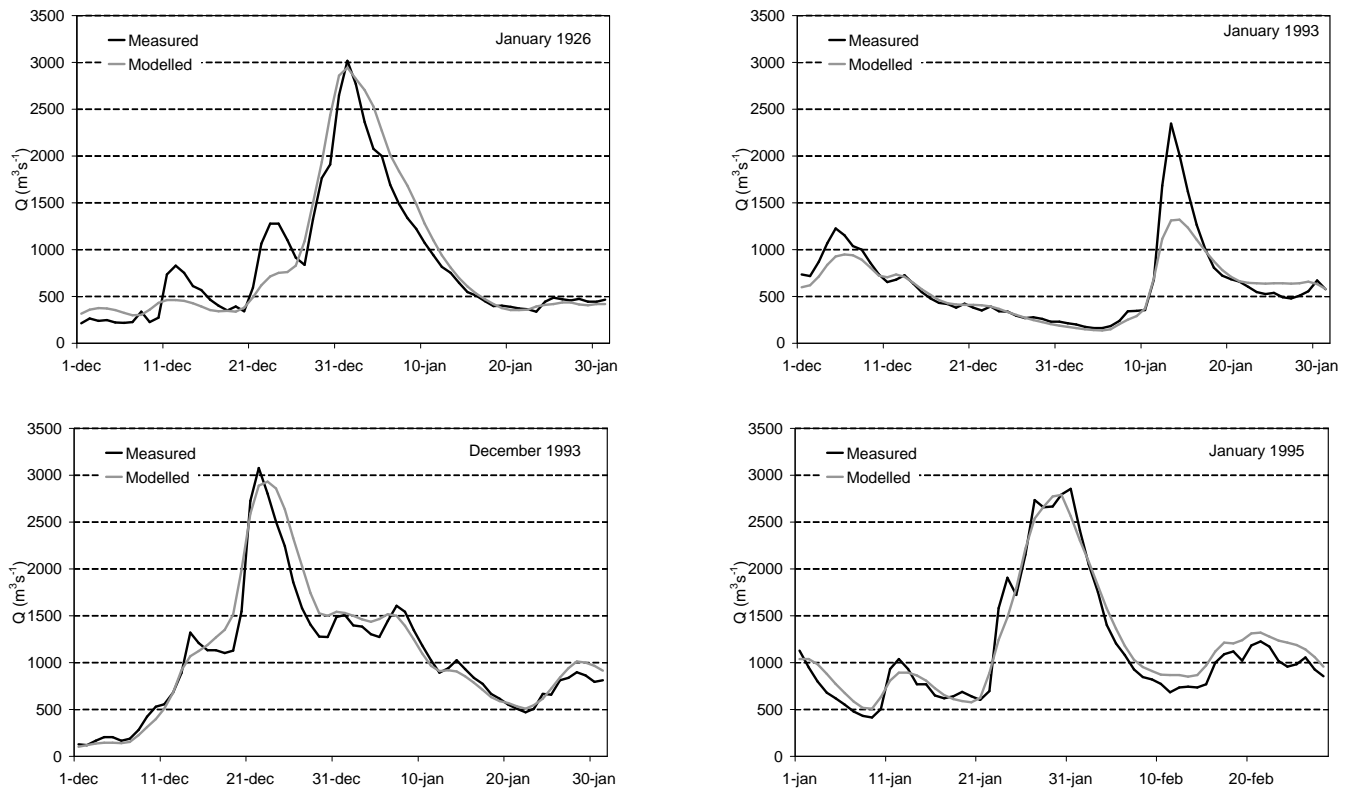 January 1926
Measured
Modelled
Q (m³s⁻¹)
3500
3000
2500
2000
1500
1000
500
0
1-dec 11-dec 21-dec 31-dec 10-jan 20-jan 30-jan
January 1993
Measured
Modelled
Q (m³s⁻¹)
3500
3000
2500
2000
1500
1000
500
0
1-dec 11-dec 21-dec 31-dec 10-jan 20-jan 30-jan
December 1993
Measured
Modelled
Q (m³s⁻¹)
3500
3000
2500
2000
1500
1000
500
0
1-dec 11-dec 21-dec 31-dec 10-jan 20-jan 30-jan
January 1995
Measured
Modelled
Q (m³s⁻¹)
3500
3000
2500
2000
1500
1000
500
0
1-jan 11-jan 21-jan 31-jan 10-feb 20-feb